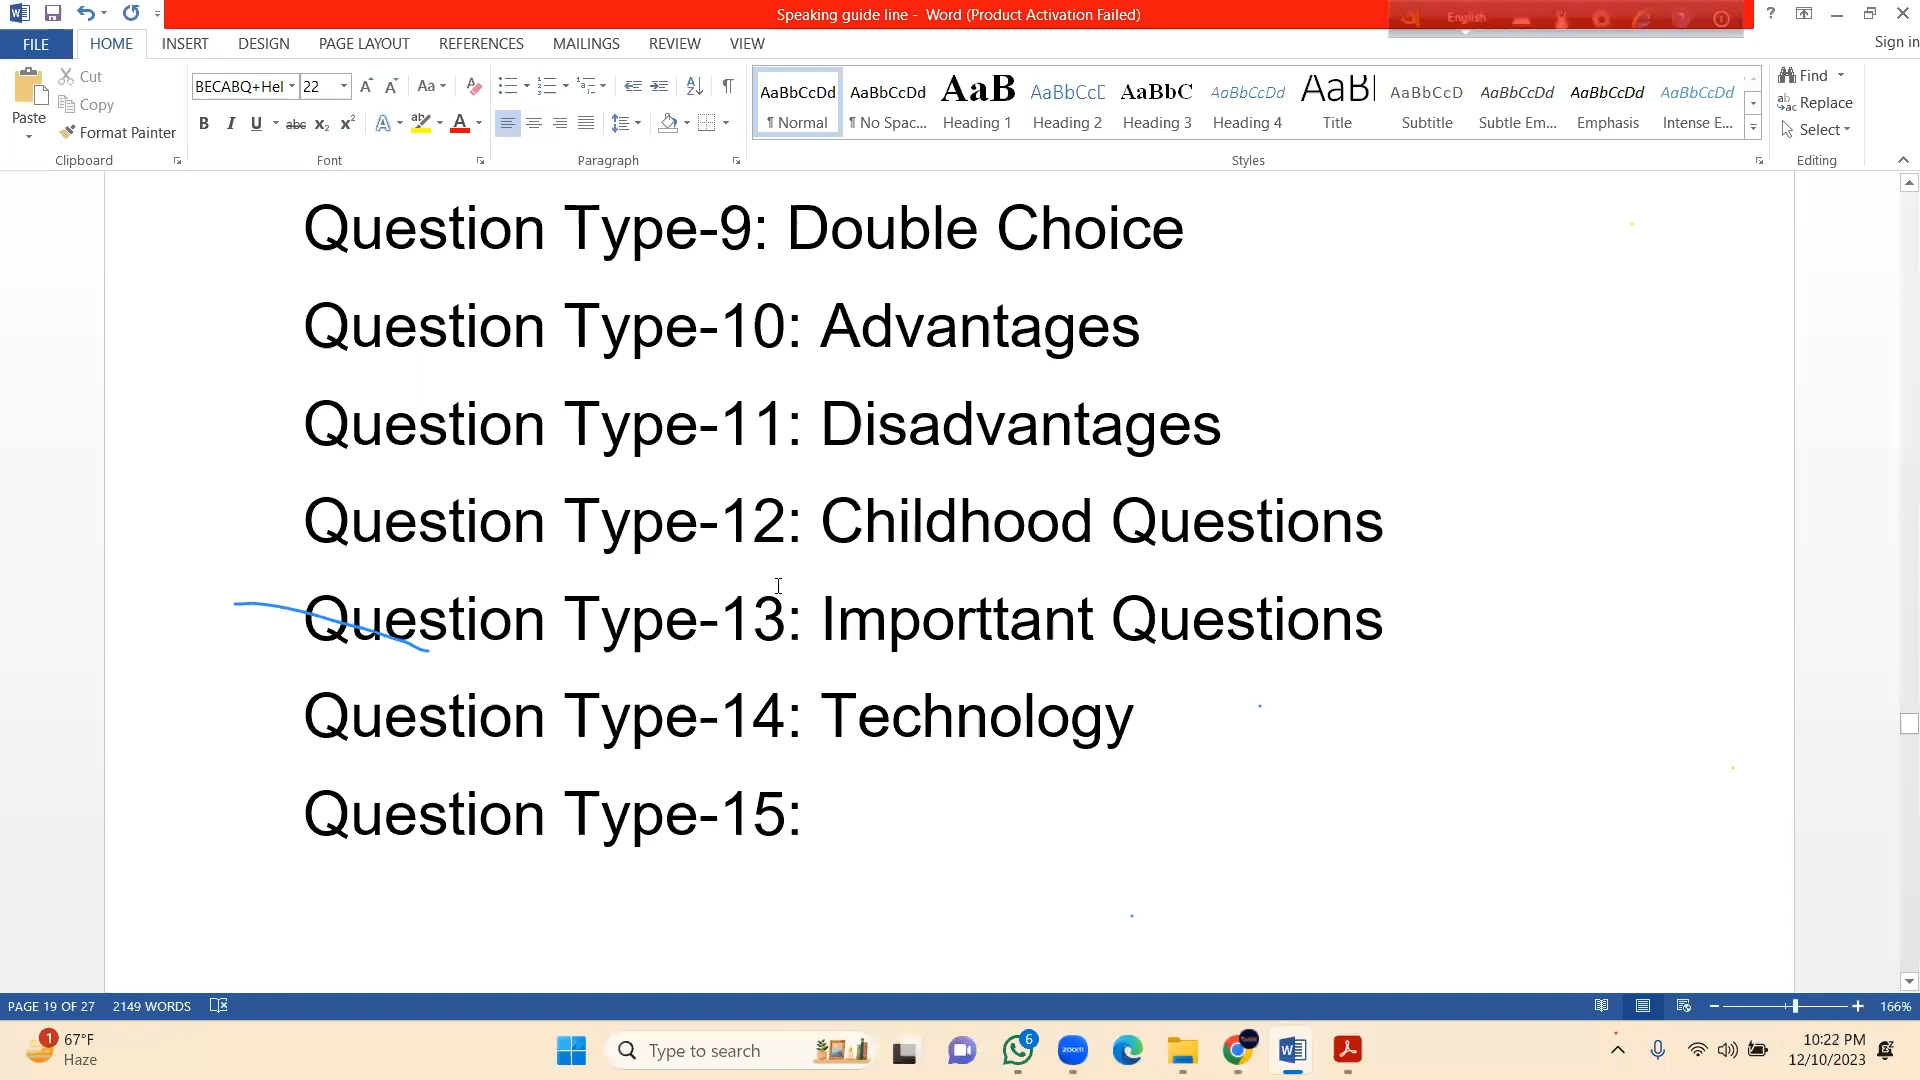 Speaking guide line - Word (Product Activation Failed)
English
Sign in
FILE HOME INSERT DESIGN PAGE LAYOUT REFERENCES MAILINGS REVIEW VIEW
Paste
Cut
Copy
Format Painter
Clipboard
BECABQ+Hel 22
Font
Paragraph
AaBbCcDd AaBbCcDd AaB AaBbCcD AaBbC AaBbCcDd AaBl AaBbCcD AaBbCcDd AaBbCcDd AaBbCcDd
¶ Normal ¶ No Spac... Heading 1 Heading 2 Heading 3 Heading 4 Title Subtitle Subtle Em... Emphasis Intense E...
Styles
Find
Replace
Select
Editing
Question Type-9: Double Choice
Question Type-10: Advantages
Question Type-11: Disadvantages
Question Type-12: Childhood Questions
Question Type-13: Importtant Questions
Question Type-14: Technology
Question Type-15:
PAGE 19 OF 27 2149 WORDS
166%
1 67°F
Haze
Type to search
6
zoom
10:22 PM
12/10/2023